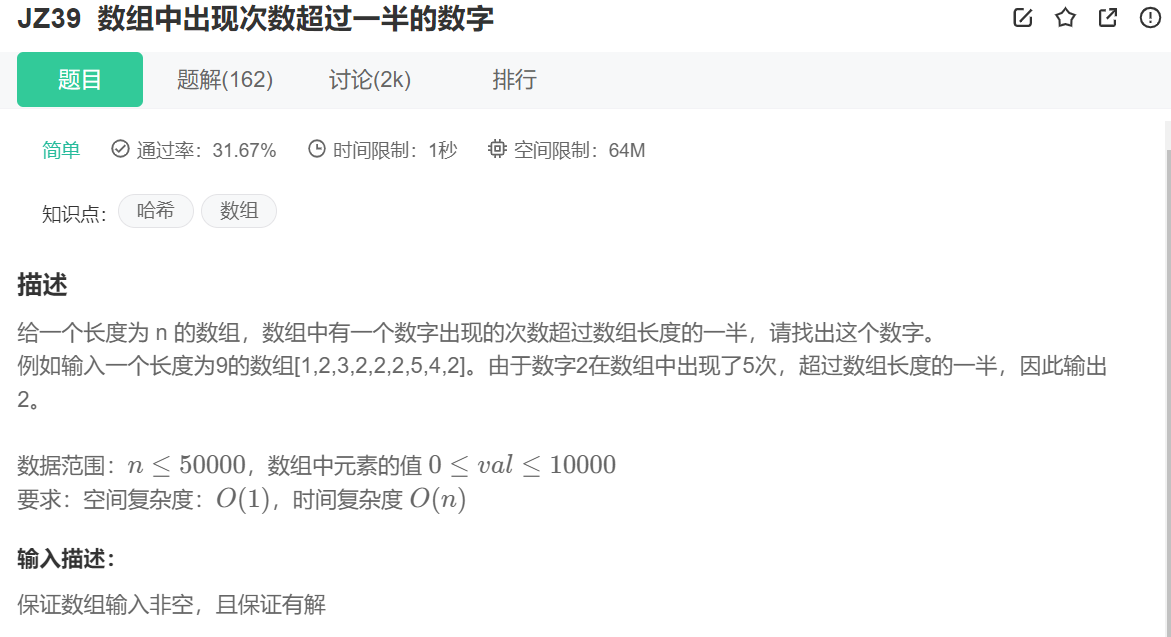 JZ39 数组中出现次数超过一半的数字
题目 题解(162) 讨论(2k) 排行
简单 通过率：31.67% 时间限制：1秒 空间限制：64M
知识点： 哈希 数组
描述
给一个长度为 n 的数组，数组中有一个数字出现的次数超过数组长度的一半，请找出这个数字。
例如输入一个长度为9的数组[1,2,3,2,2,2,5,4,2]。由于数字2在数组中出现了5次，超过数组长度的一半，因此输出
2。
数据范围：n ≤ 50000，数组中元素的值 0 ≤ val ≤ 10000
要求：空间复杂度：O(1)，时间复杂度 O(n)
输入描述：
保证数组输入非空，且保证有解